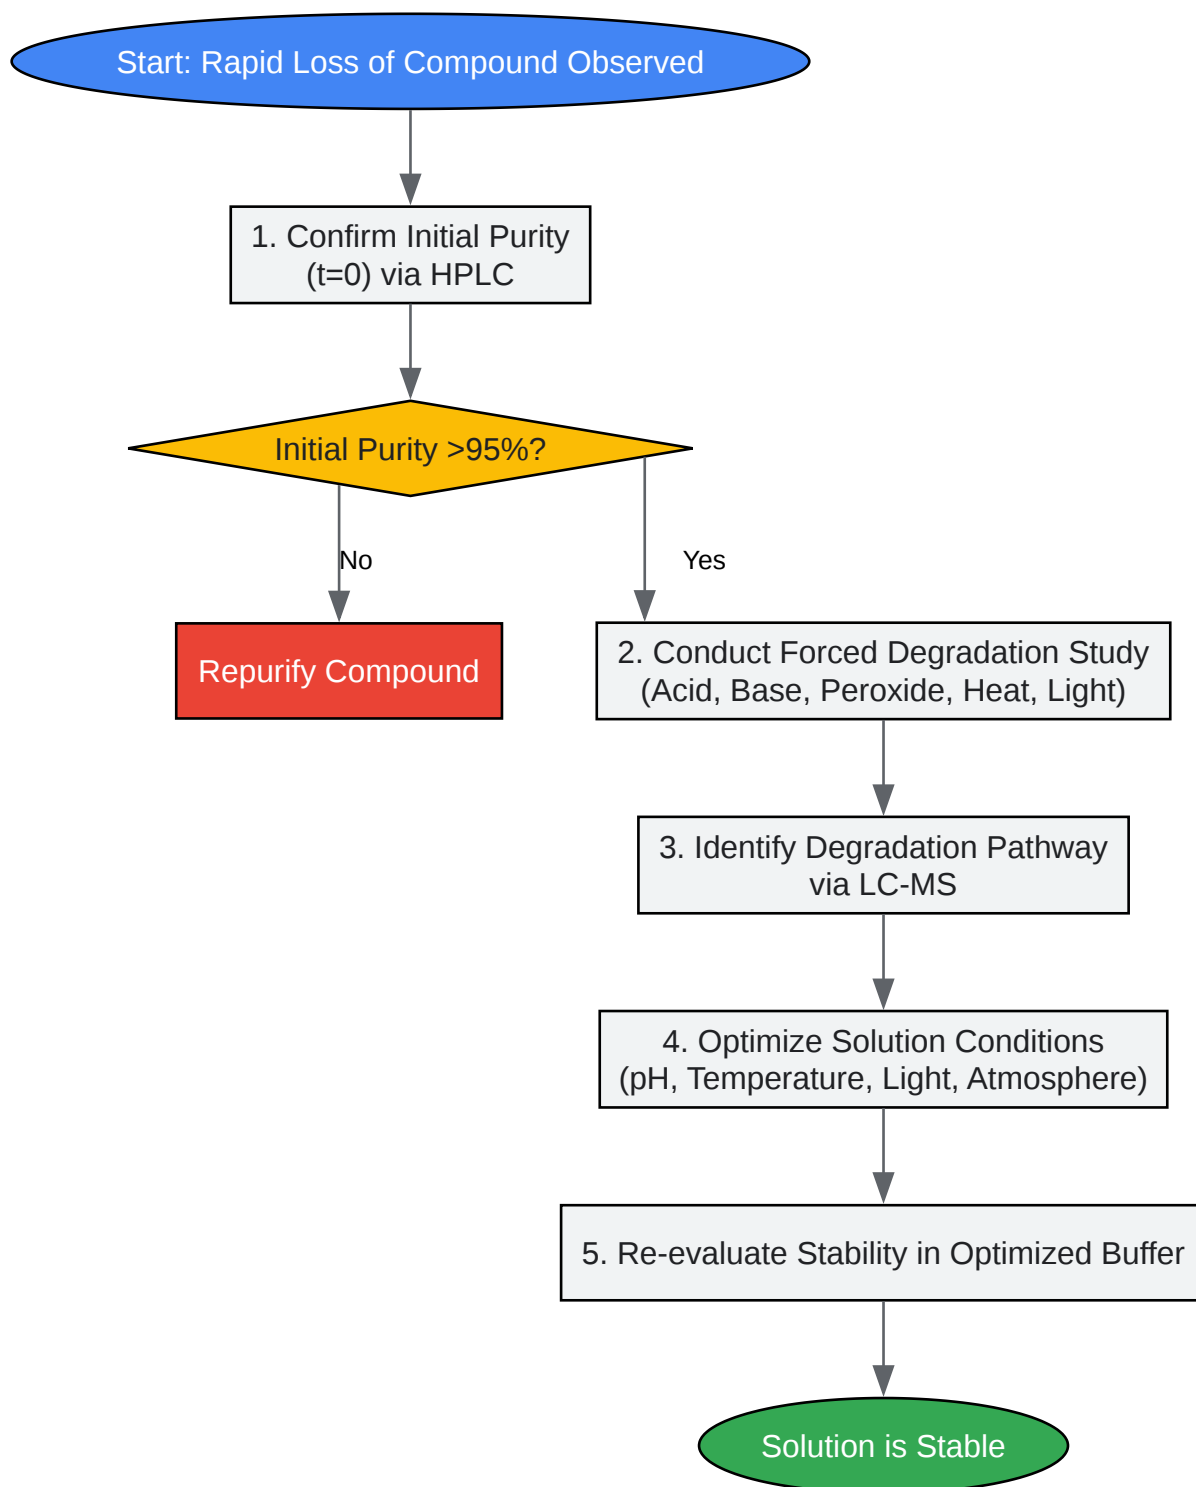 Start: Rapid Loss of Compound Observed
1. Confirm Initial Purity
(t=0) via HPLC
Initial Purity >95%?
No
Yes
Repurify Compound
2. Conduct Forced Degradation Study
(Acid, Base, Peroxide, Heat, Light)
3. Identify Degradation Pathway
via LC-MS
4. Optimize Solution Conditions
(pH, Temperature, Light, Atmosphere)
5. Re-evaluate Stability in Optimized Buffer
Solution is Stable